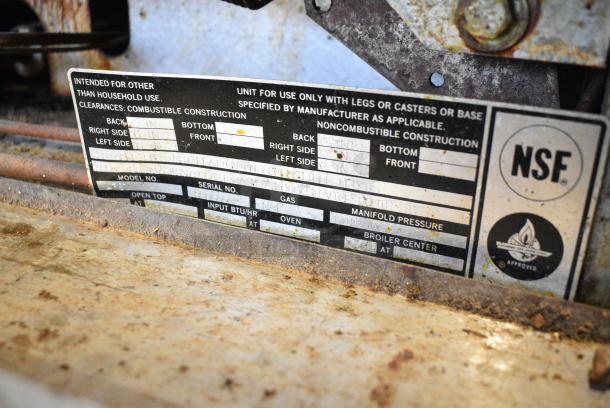 INTENDED FOR OTHER
THAN HOUSEHOLD USE.
UNIT FOR USE ONLY WITH LEGS OR CASTERS OR BASE
SPECIFIED BY MANUFACTURER AS APPLICABLE.
CLEARANCES: COMBUSTIBLE CONSTRUCTION
NONCOMBUSTIBLE CONSTRUCTION
BACK BOTTOM BACK BOTTOM
RIGHT SIDE FRONT RIGHT SIDE FRONT
LEFT SIDE LEFT SIDE
MODEL NO. SERIAL NO. GAS MANIFOLD PRESSURE
OPEN TOP INPUT BTU/HR OVEN BROILER CENTER
AT AT AT
NSF
APPROVED